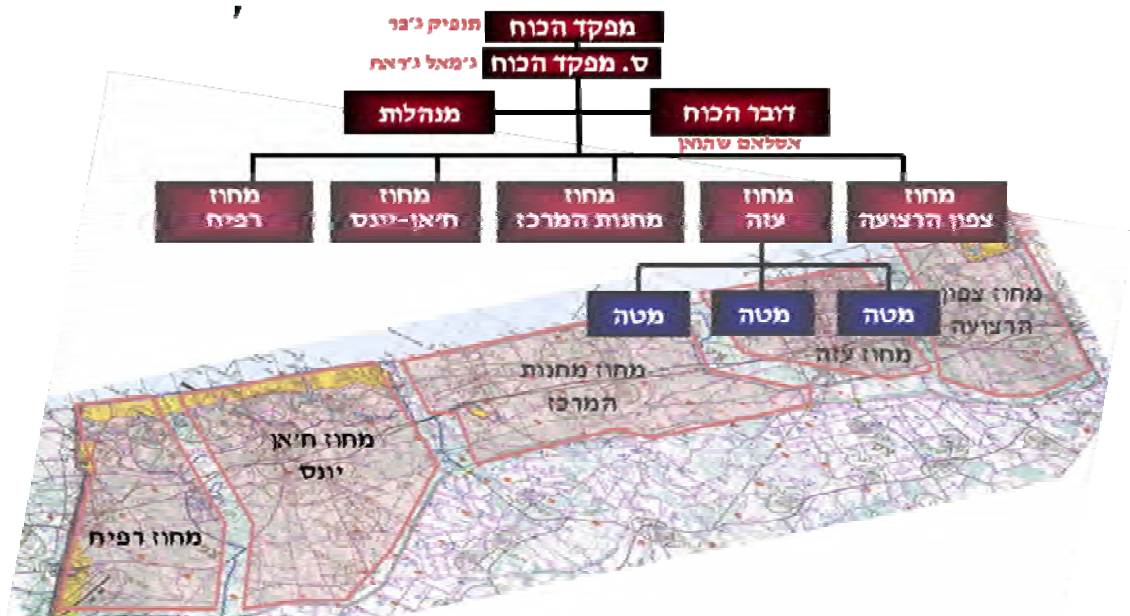 מפקד הכוח
תופיק ג'בר
ס. מפקד הכוח
ג'מאל ג'ראח
דובר הכוח
מנהלות
אסלאם שהואן
מחוז
צפון הרצועה
מחוז
עזה
מחוז
מחנות המרכז
מחוז
ח'אן-יונס
מחוז
רפיח
מטה
מטה
מטה
מחוז צפון
הרצועה
מחוז עזה
מחוז מחנות
המרכז
מחוז ח'אן
יונס
מחוז רפיח